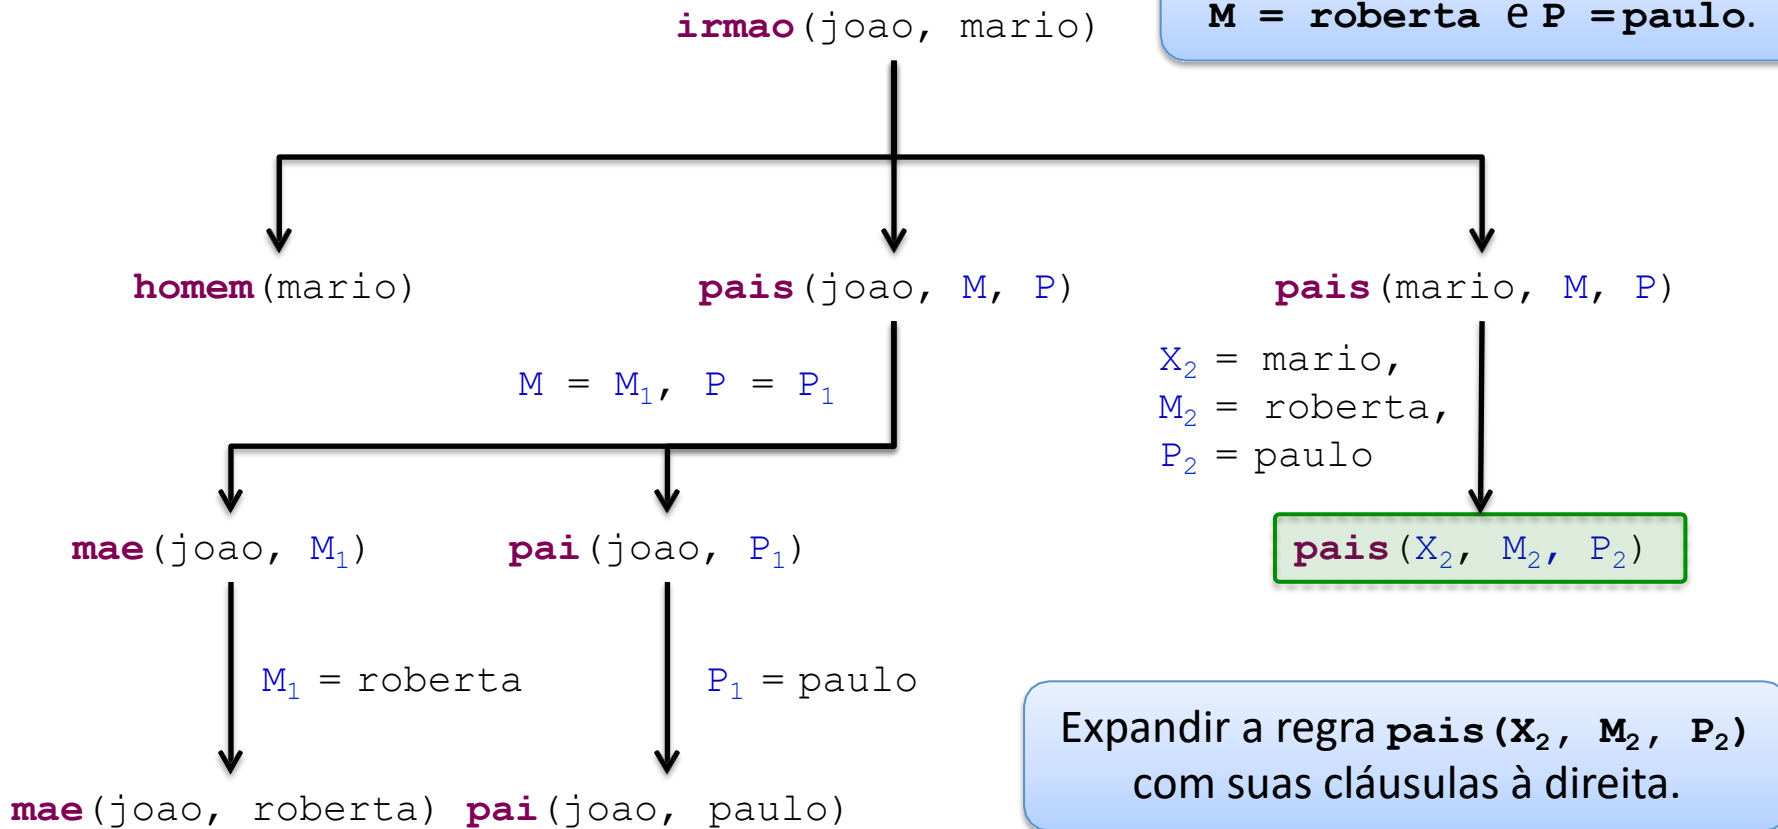 irmao(joao, mario)
M = roberta e P =paulo.
homem(mario)
pais(joao, M, P)
pais(mario, M, P)
M = M₁, P = P₁
X₂ = mario,
M₂ = roberta,
P₂ = paulo
mae(joao, M₁)
pai(joao, P₁)
pais(X₂, M₂, P₂)
M₁ = roberta
P₁ = paulo
Expandir a regra pais(X₂, M₂, P₂)
com suas cláusulas à direita.
mae(joao, roberta)
pai(joao, paulo)